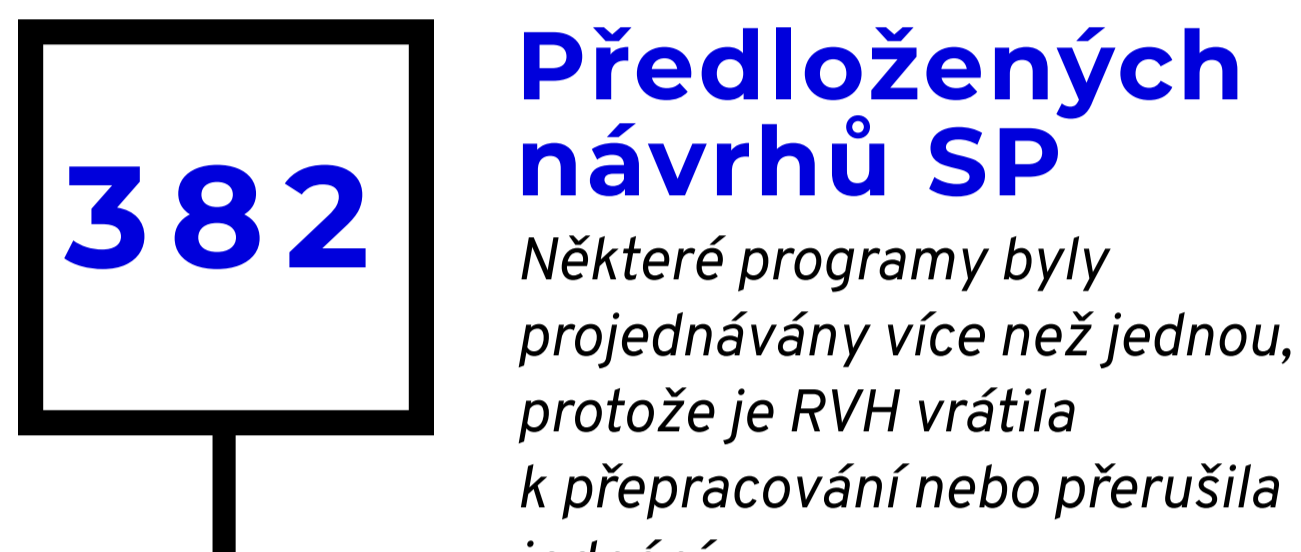 382
Předložených
návrhů SP
Některé programy byly
projednávány více než jednou,
protože je RVH vrátila
k přepracování nebo přerušila